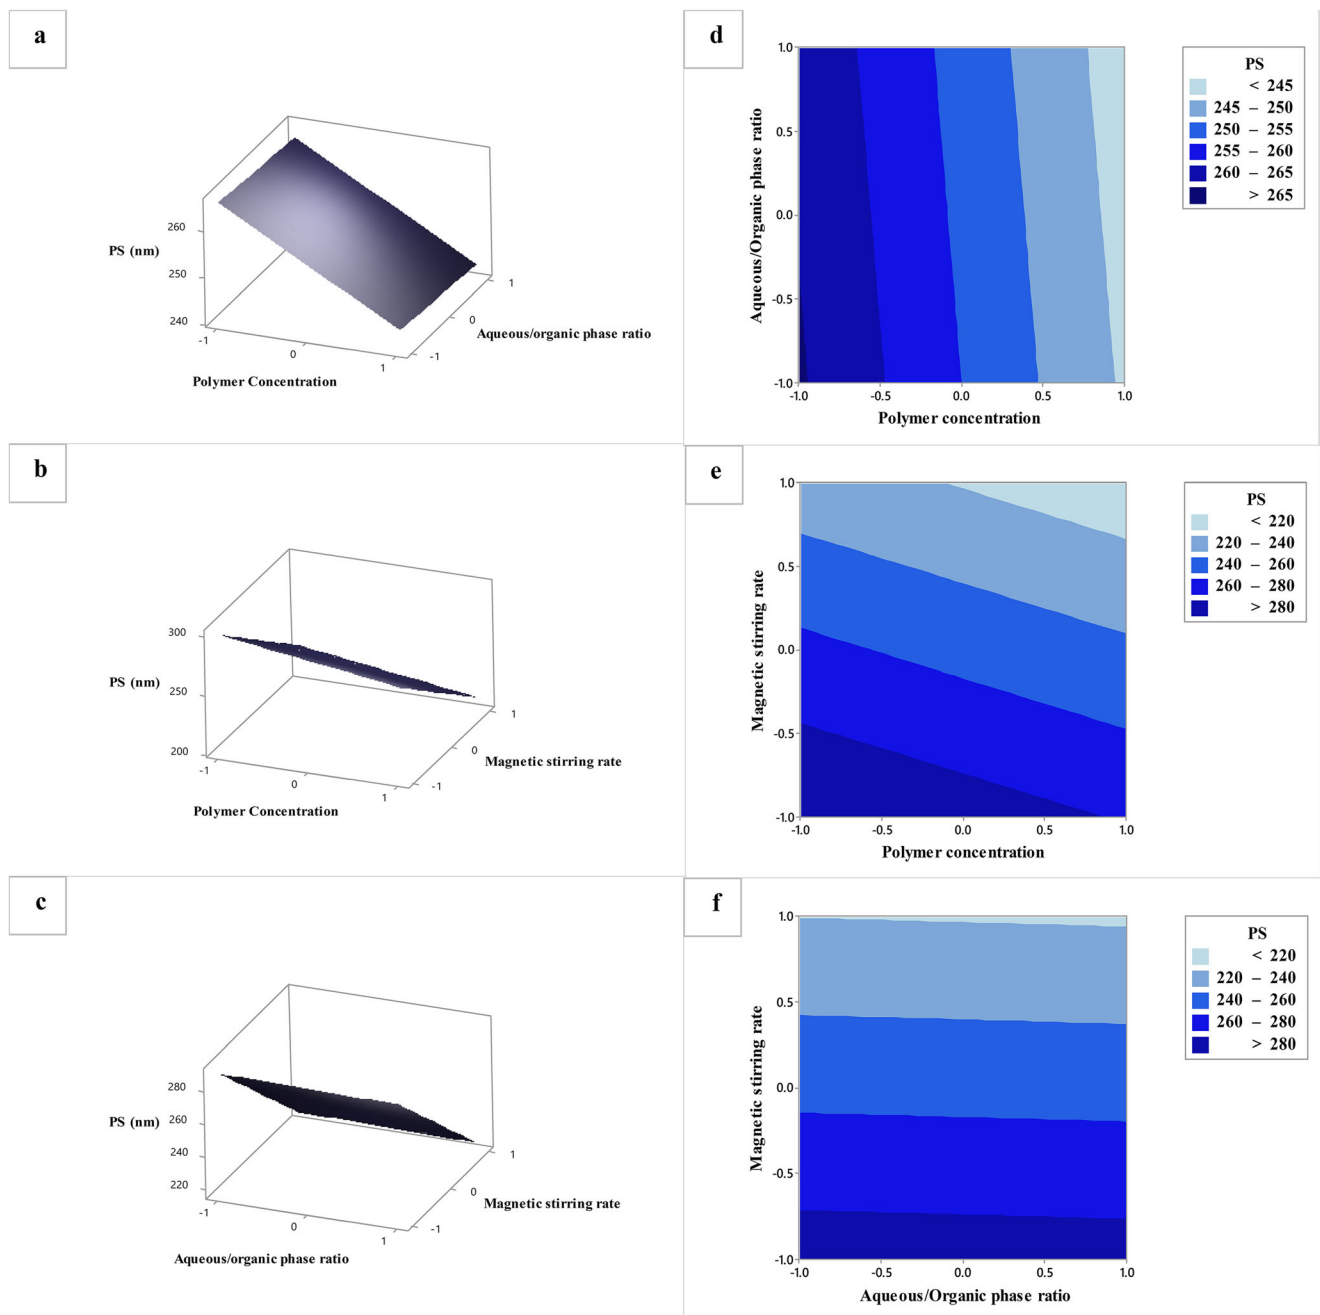 a
260
PS (nm)
250
240
-1
0
1
-1
0
1
Aqueous/organic phase ratio
Polymer Concentration
d
1.0
0.5
0.0
-0.5
-1.0
Aqueous/Organic phase ratio
-1.0 -0.5 0.0 0.5 1.0
Polymer concentration
PS
< 245
245 – 250
250 – 255
255 – 260
260 – 265
> 265
b
300
PS (nm)
250
200
-1
0
1
-1
0
1
Magnetic stirring rate
Polymer Concentration
e
1.0
0.5
0.0
-0.5
-1.0
Magnetic stirring rate
-1.0 -0.5 0.0 0.5 1.0
Polymer concentration
PS
< 220
220 – 240
240 – 260
260 – 280
> 280
c
280
PS (nm)
260
240
220
-1
0
1
-1
0
1
Magnetic stirring rate
Aqueous/organic phase ratio
f
1.0
0.5
0.0
-0.5
-1.0
Magnetic stirring rate
-1.0 -0.5 0.0 0.5 1.0
Aqueous/Organic phase ratio
PS
< 220
220 – 240
240 – 260
260 – 280
> 280